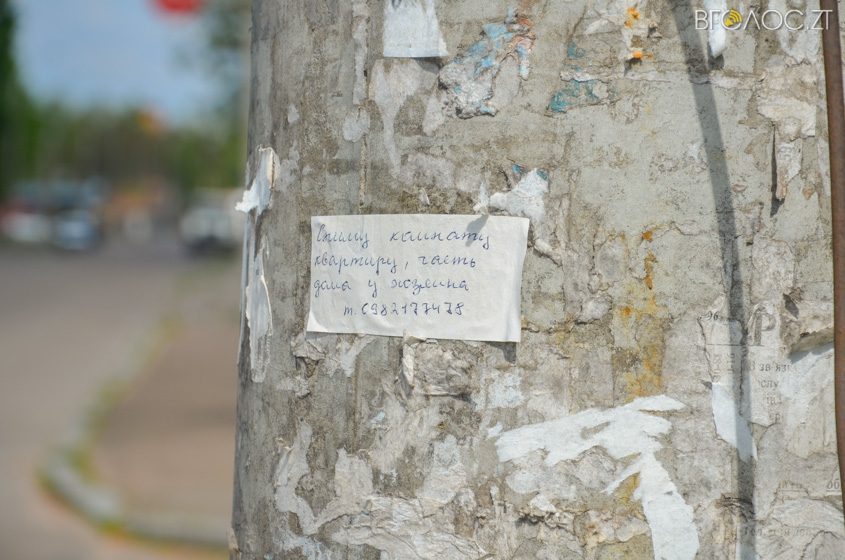 ВГОЛОС.ZT
Сниму комнату
квартиру, часть
дома у хозяина
т. 0982177478